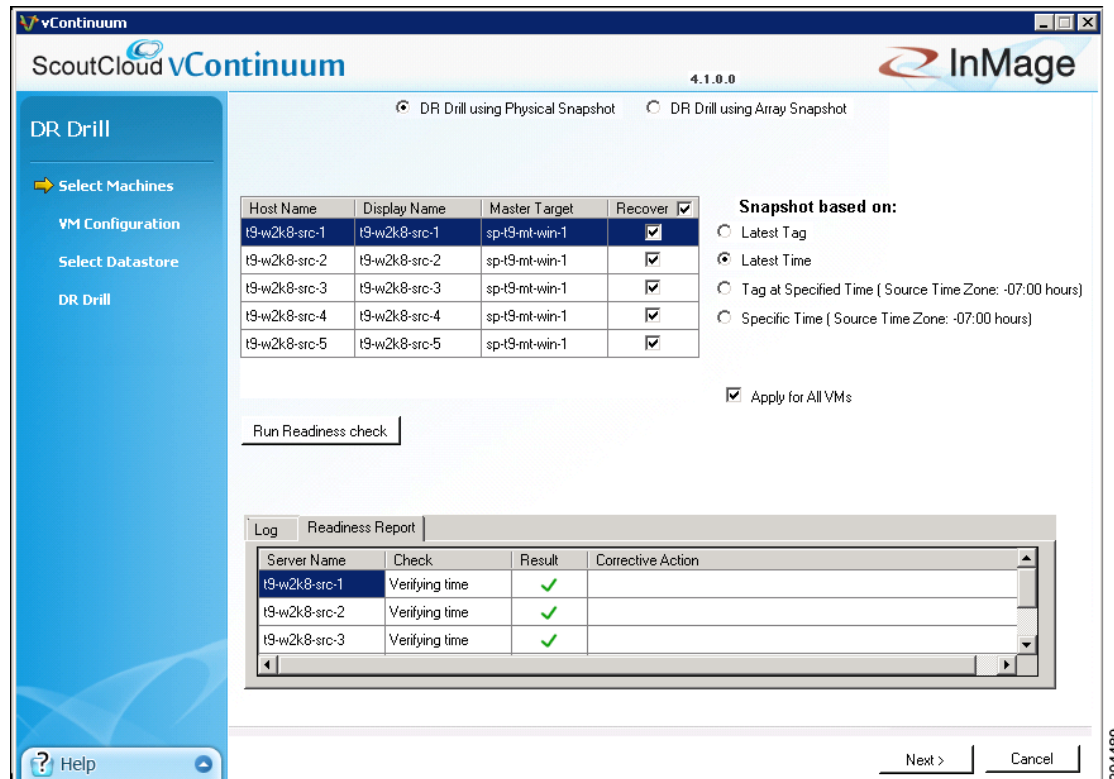 vContinuum
ScoutCloud vContinuum
4.1.0.0
InMage
DR Drill
Select Machines
VM Configuration
Select Datastore
DR Drill
DR Drill using Physical Snapshot DR Drill using Array Snapshot
Host Name Display Name Master Target Recover
t9-w2k8-src-1 t9-w2k8-src-1 sp-t9-mt-win-1
t9-w2k8-src-2 t9-w2k8-src-2 sp-t9-mt-win-1
t9-w2k8-src-3 t9-w2k8-src-3 sp-t9-mt-win-1
t9-w2k8-src-4 t9-w2k8-src-4 sp-t9-mt-win-1
t9-w2k8-src-5 t9-w2k8-src-5 sp-t9-mt-win-1
Snapshot based on:
Latest Tag
Latest Time
Tag at Specified Time ( Source Time Zone: -07:00 hours)
Specific Time ( Source Time Zone: -07:00 hours)
Apply for All VMs
Run Readiness check
Log Readiness Report
Server Name Check Result Corrective Action
t9-w2k8-src-1 Verifying time
t9-w2k8-src-2 Verifying time
t9-w2k8-src-3 Verifying time
? Help
Next > Cancel